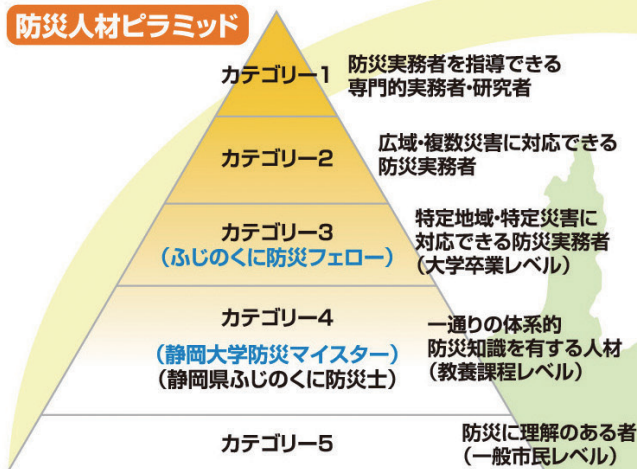 防災人材ピラミッド
カテゴリー1
防災実務者を指導できる
専門的実務者・研究者
カテゴリー2
広域・複数災害に対応できる
防災実務者
カテゴリー3
(ふじのくに防災フェロー)
特定地域・特定災害に
対応できる防災実務者
(大学卒業レベル)
カテゴリー4
(静岡大学防災マイスター)
(静岡県ふじのくに防災士)
一通りの体系的
防災知識を有する人材
(教養課程レベル)
カテゴリー5
防災に理解のある者
(一般市民レベル)